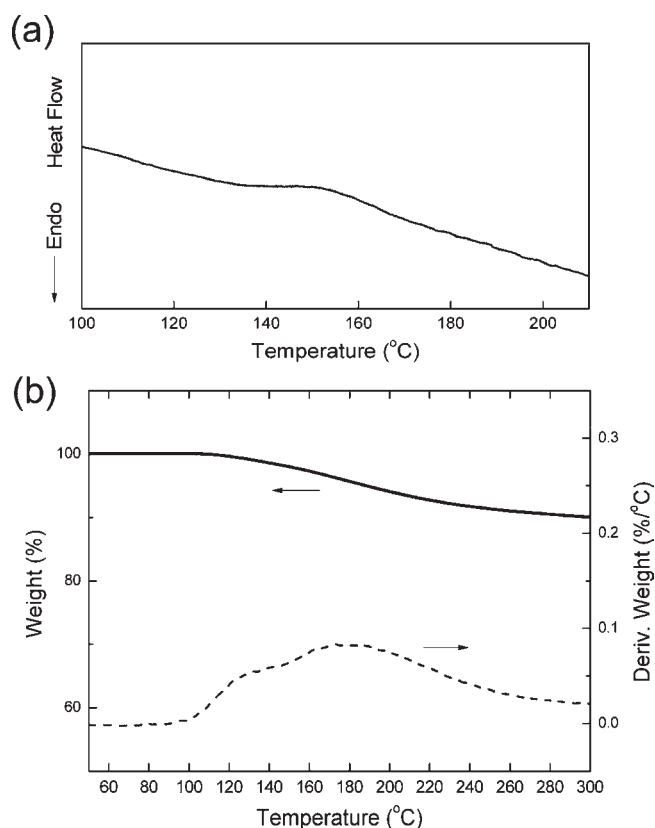 (a)
← Endo Heat Flow
100 120 140 160 180 200
Temperature (°C)
(b)
100
80
60
Weight (%)
0.3
0.2
0.1
0.0
Deriv. Weight (%/°C)
60 80 100 120 140 160 180 200 220 240 260 280 300
Temperature (°C)